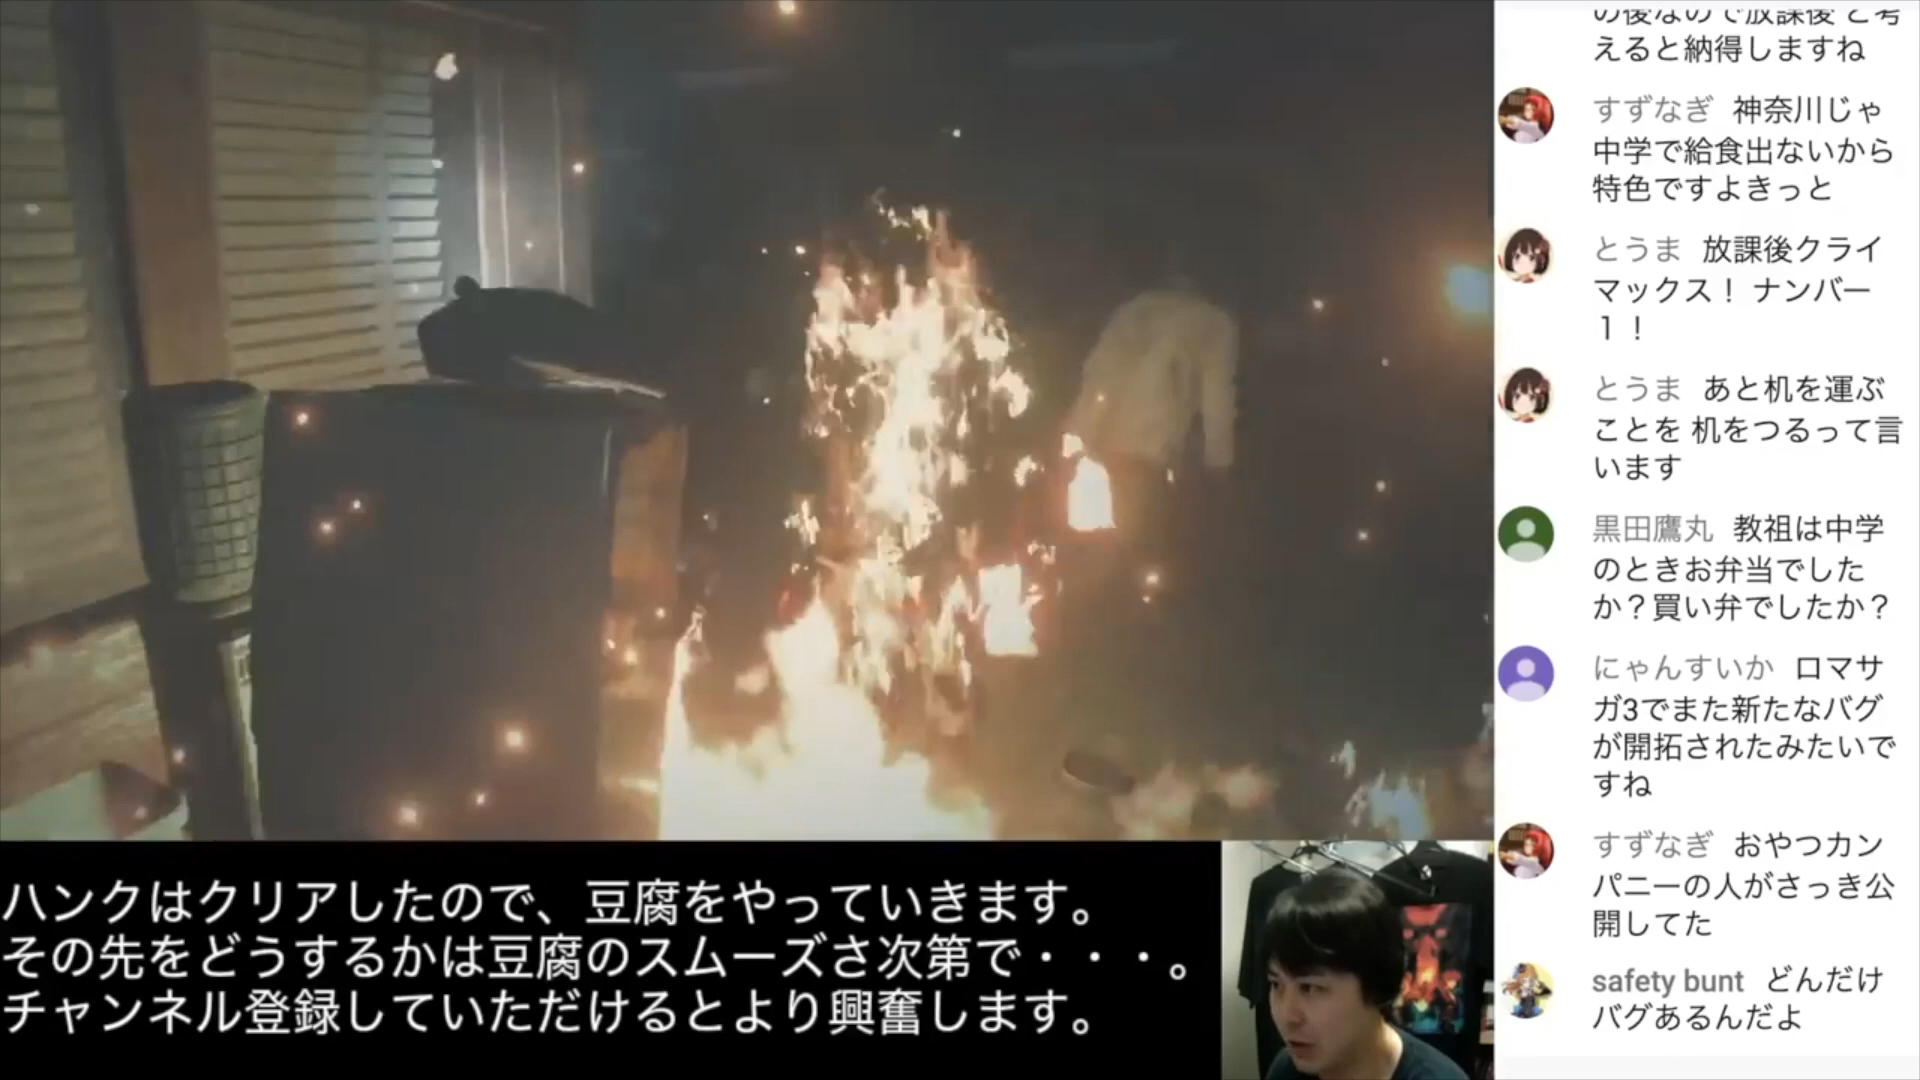 の後なので放課後 と考
えると納得しますね
すずなぎ 神奈川じゃ
中学で給食出ないから
特色ですよきっと
とうま 放課後クライ
マックス！ ナンバー
１！
とうま あと机を運ぶ
ことを 机をつるって言
います
黒田鷹丸 教祖は中学
のときお弁当でした
か？買い弁でしたか？
にゃんすいか ロマサ
ガ3でまた新たなバグ
が開拓されたみたいで
すね
すずなぎ おやつカン
パニーの人がさっき公
開してた
safety bunt どんだけ
バグあるんだよ
ハンクはクリアしたので、豆腐をやっていきます。
その先をどうするかは豆腐のスムーズさ次第で・・・。
チャンネル登録していただけるとより興奮します。